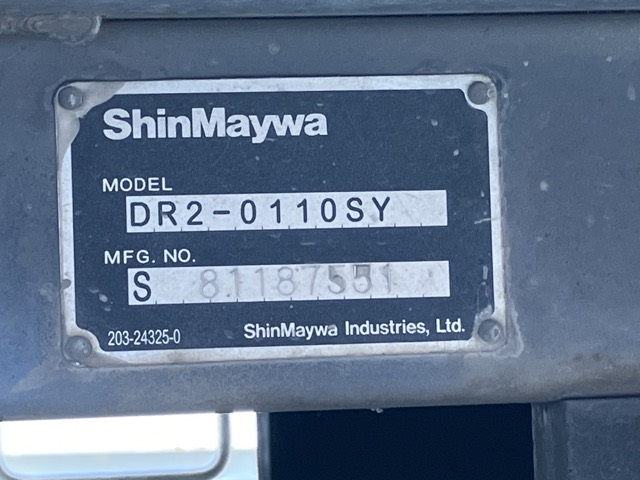 ShinMaywa
MODEL
DR2-0110SY
MFG. NO.
S 81187551
203-24325-0
ShinMaywa Industries, Ltd.